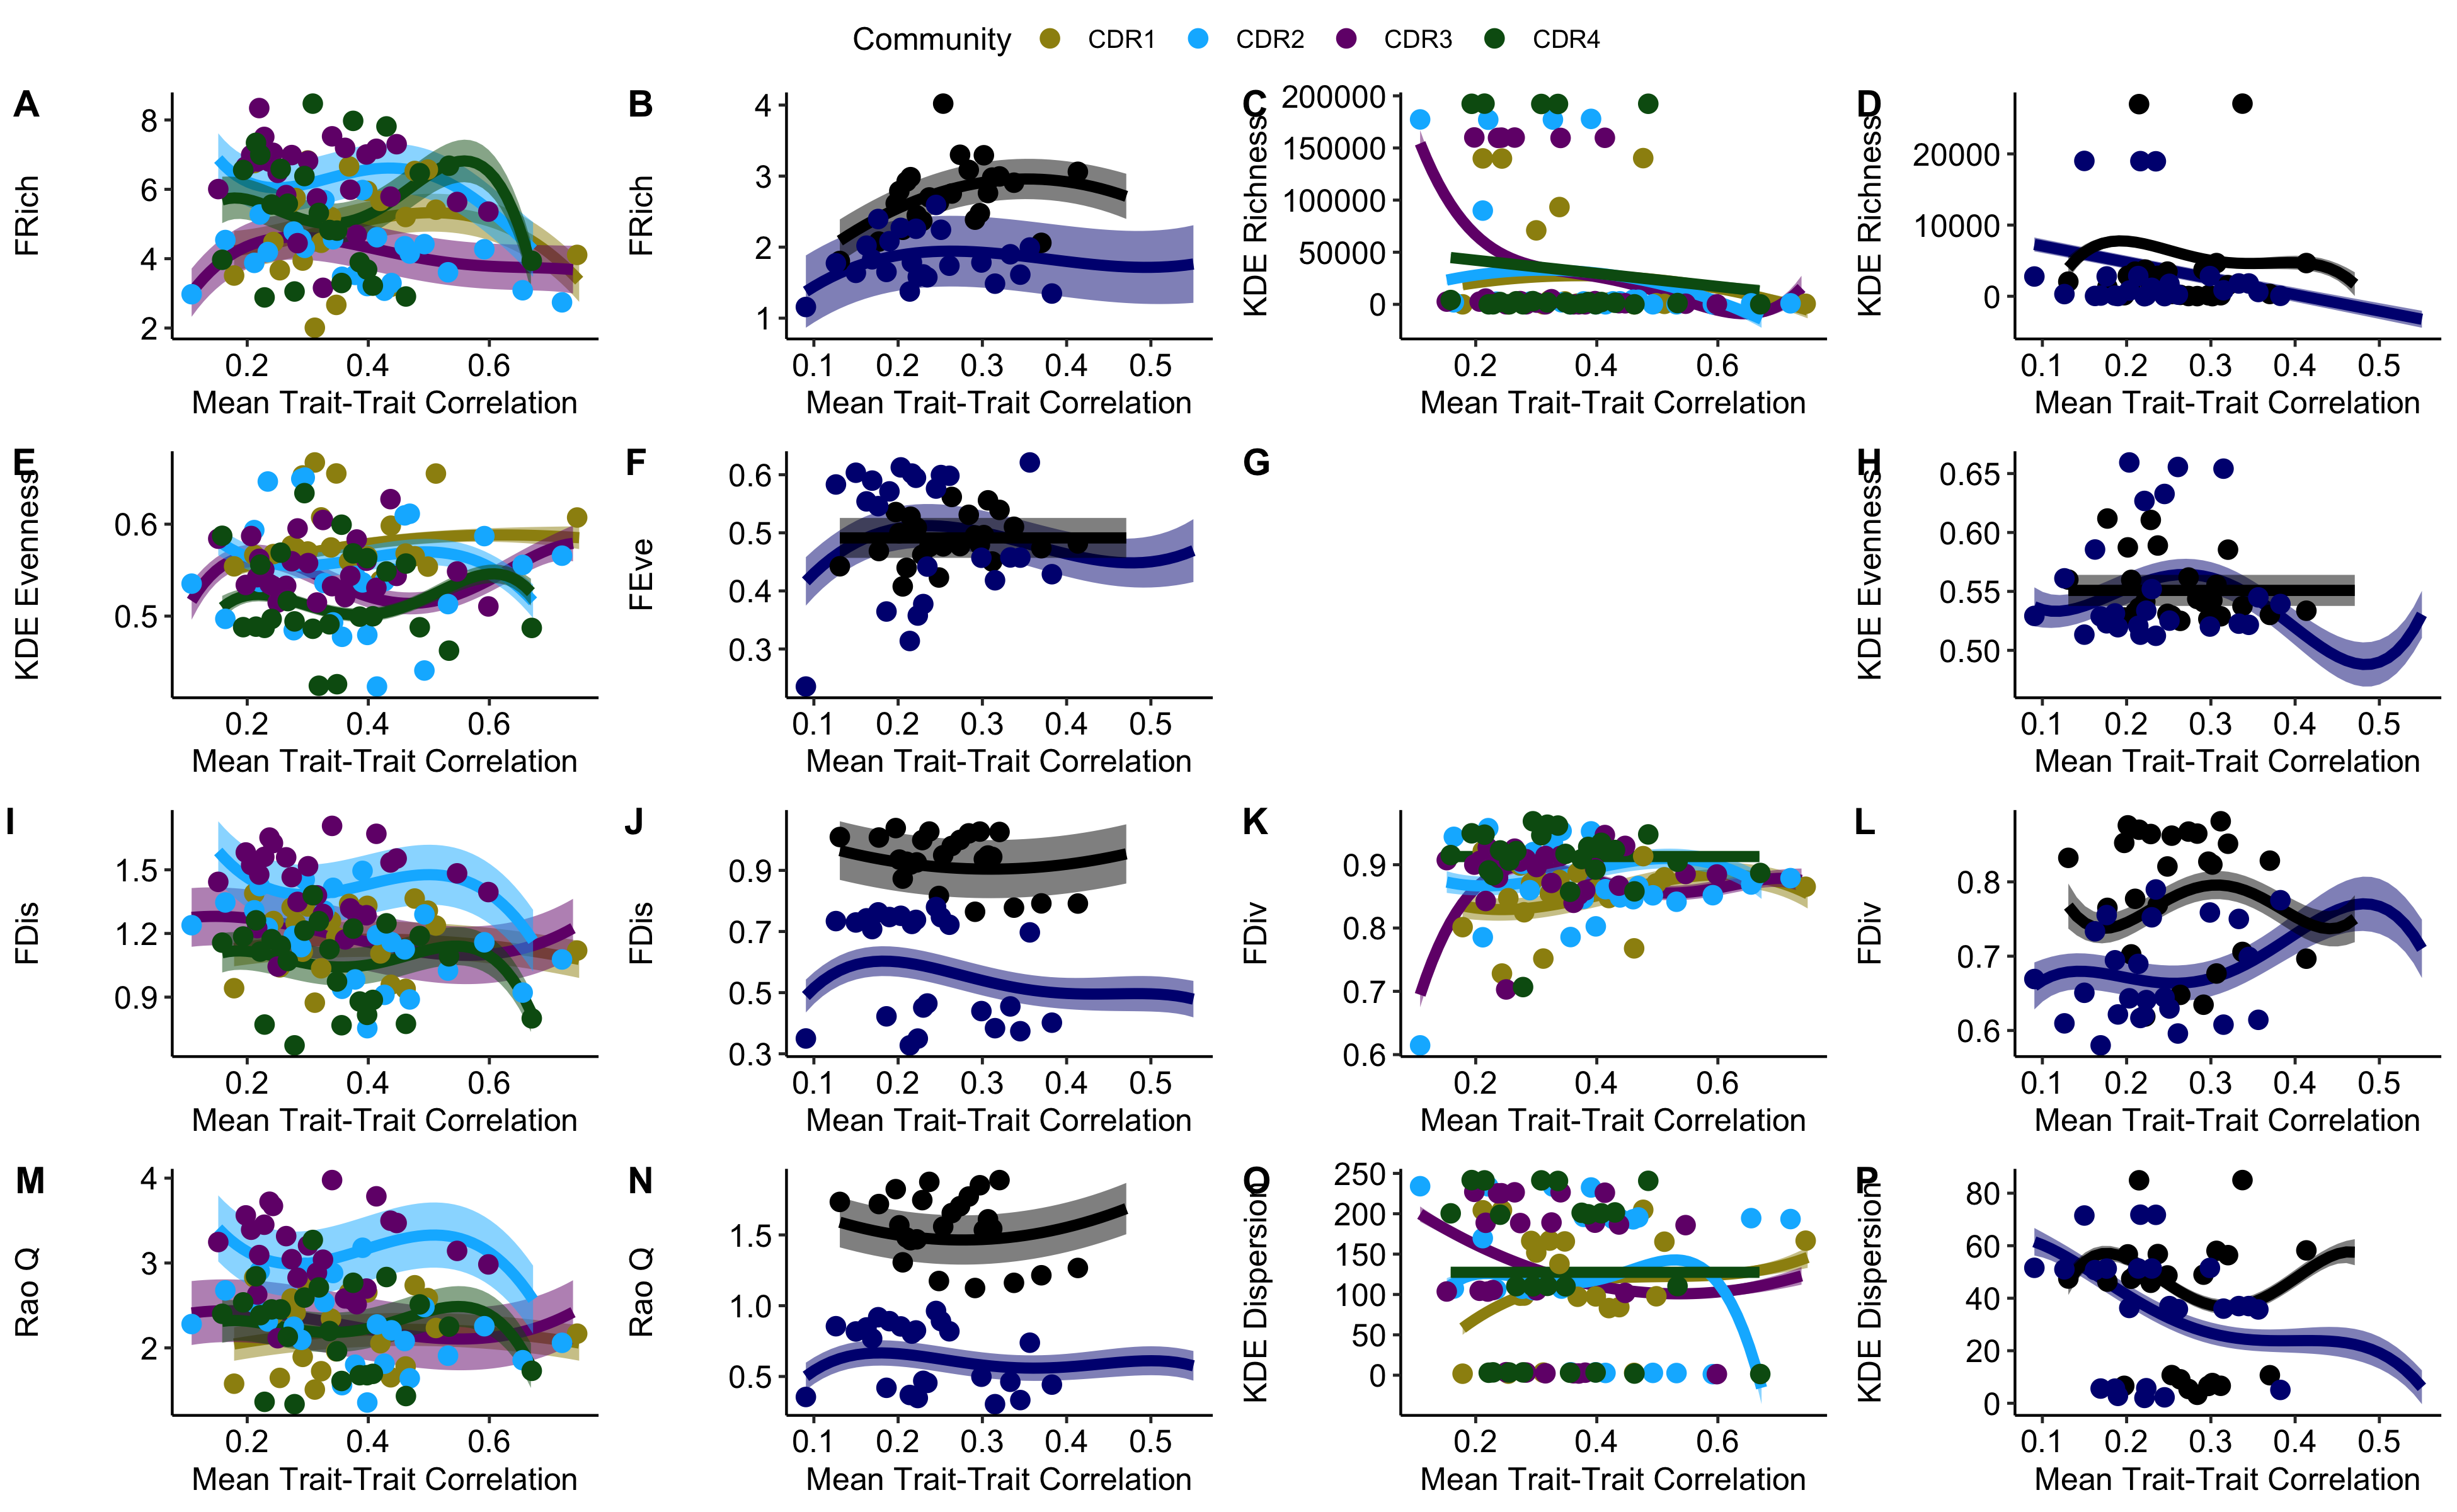 Community CDR1 CDR2 CDR3 CDR4
A B C D
FRich
8
6
4
2
0.2 0.4 0.6
Mean Trait-Trait Correlation
FRich
4
3
2
1
0.1 0.2 0.3 0.4 0.5
Mean Trait-Trait Correlation
KDE Richness
200000
150000
100000
50000
0
0.2 0.4 0.6
Mean Trait-Trait Correlation
KDE Richness
20000
10000
0
0.1 0.2 0.3 0.4 0.5
Mean Trait-Trait Correlation
E F G H
KDE Evenness
0.6
0.5
0.2 0.4 0.6
Mean Trait-Trait Correlation
FEve
0.6
0.5
0.4
0.3
0.1 0.2 0.3 0.4 0.5
Mean Trait-Trait Correlation
KDE Evenness
0.65
0.60
0.55
0.50
0.1 0.2 0.3 0.4 0.5
Mean Trait-Trait Correlation
I J K L
FDis
1.5
1.2
0.9
0.2 0.4 0.6
Mean Trait-Trait Correlation
FDis
0.9
0.7
0.5
0.3
0.1 0.2 0.3 0.4 0.5
Mean Trait-Trait Correlation
FDiv
0.9
0.8
0.7
0.6
0.2 0.4 0.6
Mean Trait-Trait Correlation
FDiv
0.8
0.7
0.6
0.1 0.2 0.3 0.4 0.5
Mean Trait-Trait Correlation
M N O P
Rao Q
4
3
2
0.2 0.4 0.6
Mean Trait-Trait Correlation
Rao Q
1.5
1.0
0.5
0.1 0.2 0.3 0.4 0.5
Mean Trait-Trait Correlation
KDE Dispersion
250
200
150
100
50
0
0.2 0.4 0.6
Mean Trait-Trait Correlation
KDE Dispersion
80
60
40
20
0
0.1 0.2 0.3 0.4 0.5
Mean Trait-Trait Correlation